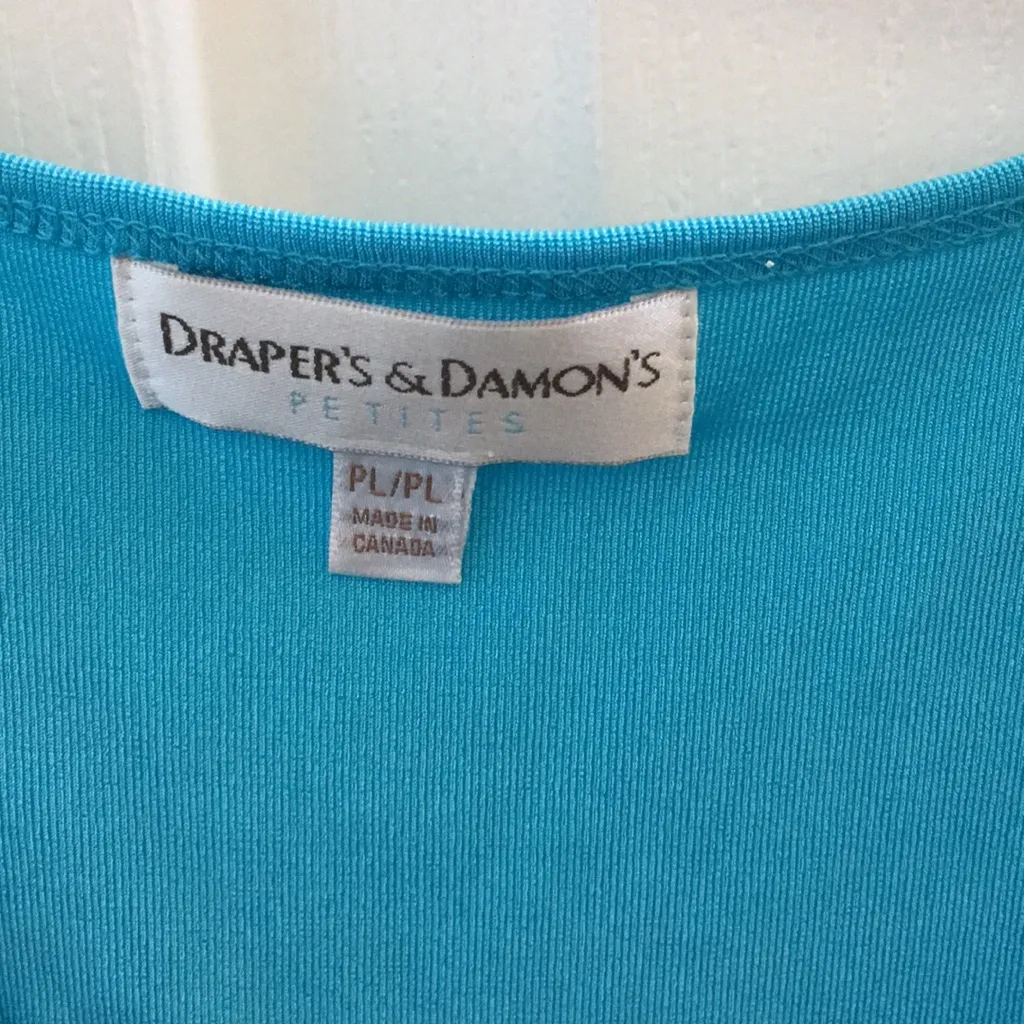 DRAPER'S & DAMON'S
PETITES
PL/PL
MADE IN
CANADA